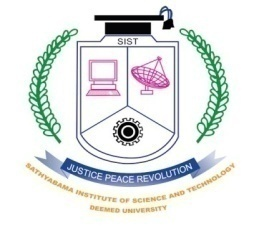 SIST
JUSTICE PEACE REVOLUTION
SATHYABAMA INSTITUTE OF SCIENCE AND TECHNOLOGY
DEEMED UNIVERSITY